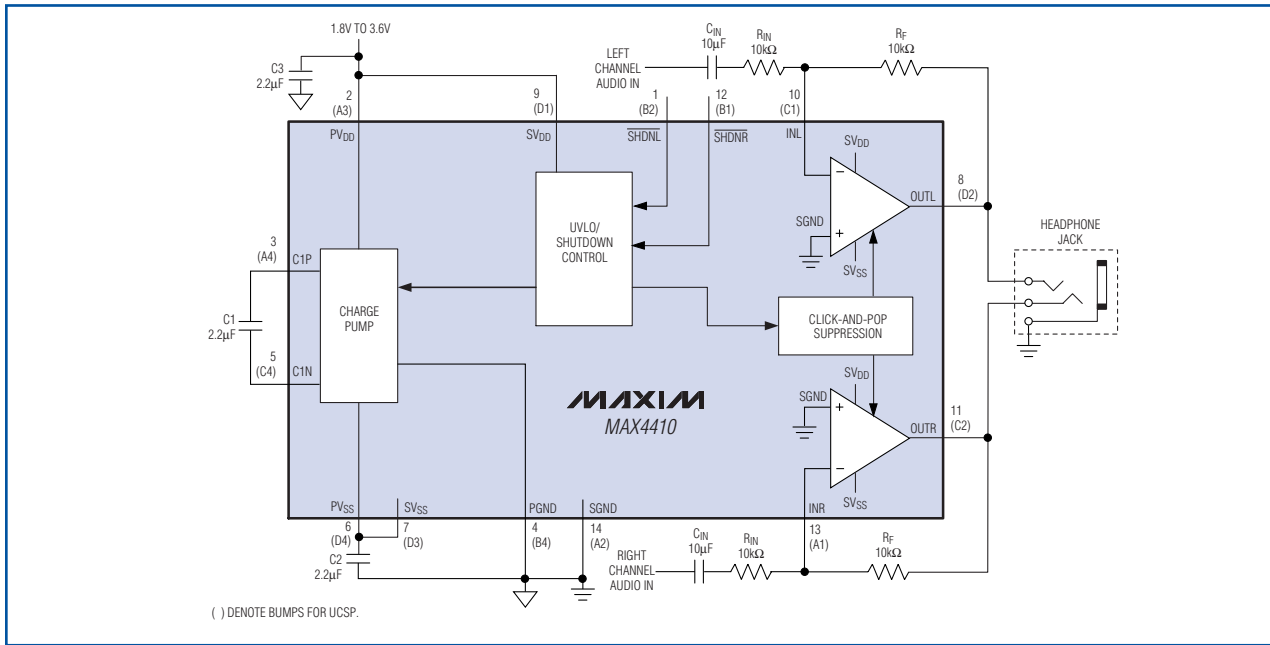 1.8V TO 3.6V
C3
2.2µF
2
(A3)
9
(D1)
LEFT
CHANNEL
AUDIO IN
CIN
10µF
RIN
10kΩ
RF
10kΩ
1
(B2)
12
(B1)
10
(C1)
PVDD
SVDD
SHDNL
SHDNR
INL
SVDD
8
(D2)
OUTL
SGND
SVSS
UVLO/
SHUTDOWN
CONTROL
HEADPHONE
JACK
3
(A4)
C1P
C1
2.2µF
5
(C4)
C1N
CHARGE
PUMP
CLICK-AND-POP
SUPPRESSION
MAXIM
MAX4410
SVDD
SGND
11
(C2)
OUTR
SVSS
PVSS
SVSS
PGND
SGND
INR
6
(D4)
7
(D3)
4
(B4)
14
(A2)
13
(A1)
C2
2.2µF
RIGHT
CHANNEL
AUDIO IN
CIN
10µF
RIN
10kΩ
RF
10kΩ
( ) DENOTE BUMPS FOR UCSP.